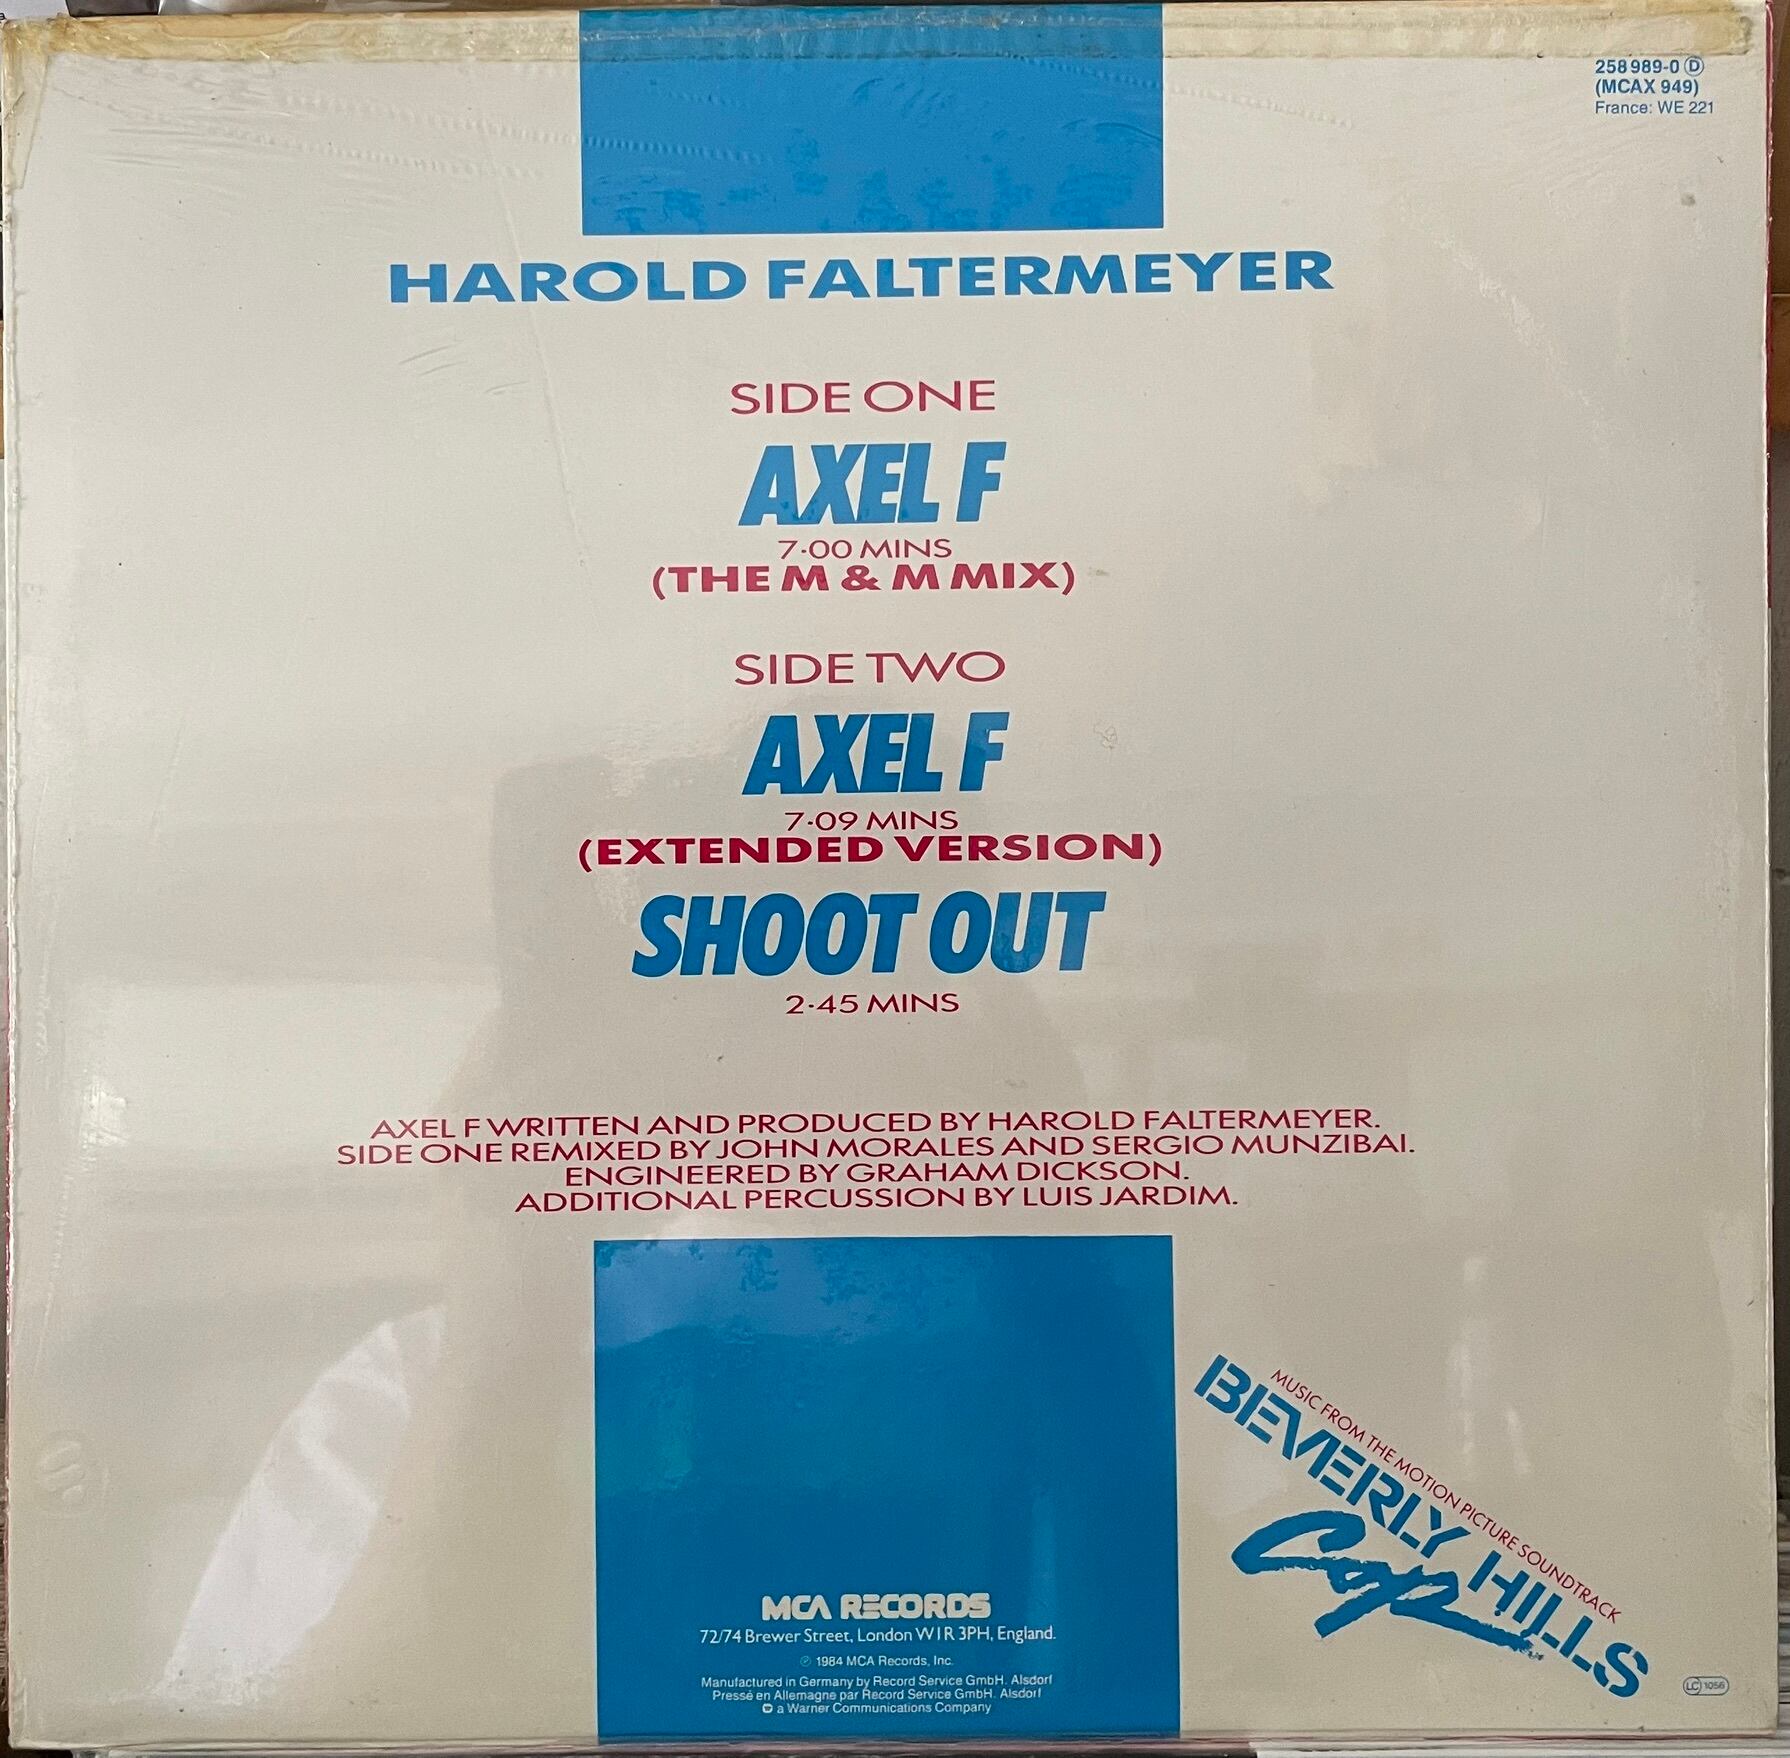 258 989-0 Ⓓ
(MCAX 949)
France: WE 221
HAROLD FALTERMEYER
SIDE ONE
AXEL F
7·00 MINS
(THE M & M MIX)
SIDE TWO
AXEL F
7·09 MINS
(EXTENDED VERSION)
SHOOT OUT
2·45 MINS
AXEL F WRITTEN AND PRODUCED BY HAROLD FALTERMEYER.
SIDE ONE REMIXED BY JOHN MORALES AND SERGIO MUNZIBAI.
ENGINEERED BY GRAHAM DICKSON.
ADDITIONAL PERCUSSION BY LUIS JARDIM.
MUSIC FROM THE MOTION PICTURE SOUNDTRACK
BEVERLY HILLS
Cop
MCA RECORDS
72/74 Brewer Street, London W1R 3PH, England.
℗ 1984 MCA Records, Inc.
Manufactured in Germany by Record Service GmbH. Alsdorf
Pressé en Allemagne par Record Service GmbH. Alsdorf
a Warner Communications Company
LC 1056